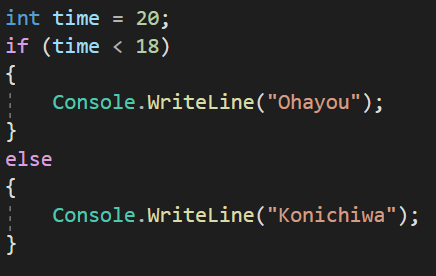 int time = 20;
if (time < 18)
{
    Console.WriteLine("Ohayou");
}
else
{
    Console.WriteLine("Konichiwa");
}